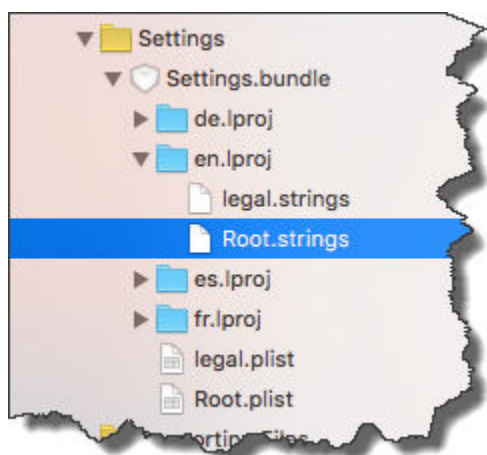 Settings
Settings.bundle
de.lproj
en.lproj
legal.strings
Root.strings
es.lproj
fr.lproj
legal.plist
Root.plist